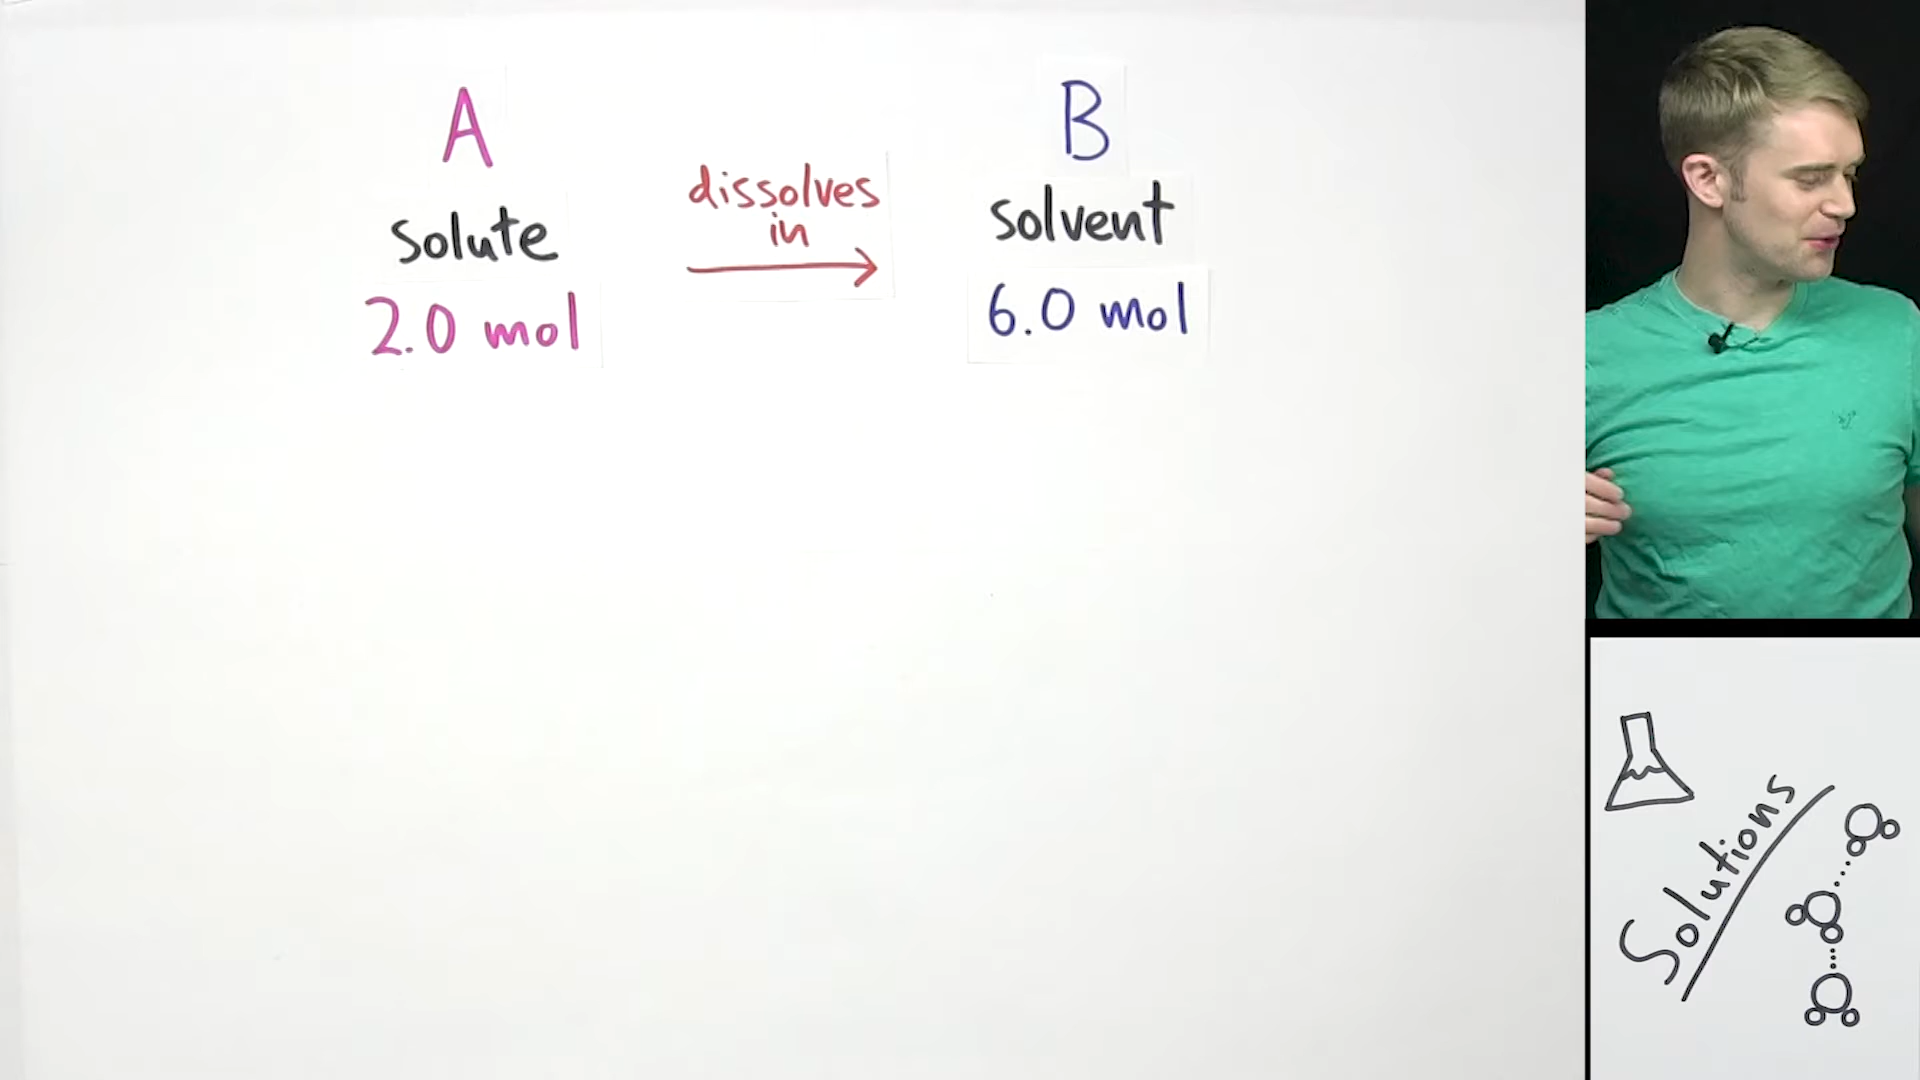 A
solute
2.0 mol
dissolves
in
B
solvent
6.0 mol
Solutions